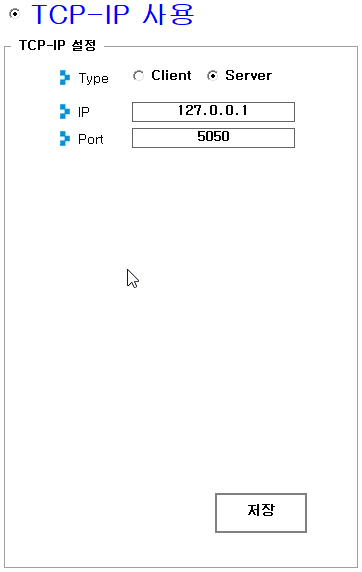 TCP-IP 사용
TCP-IP 설정
Type Client Server
IP 127.0.0.1
Port 5050
저장